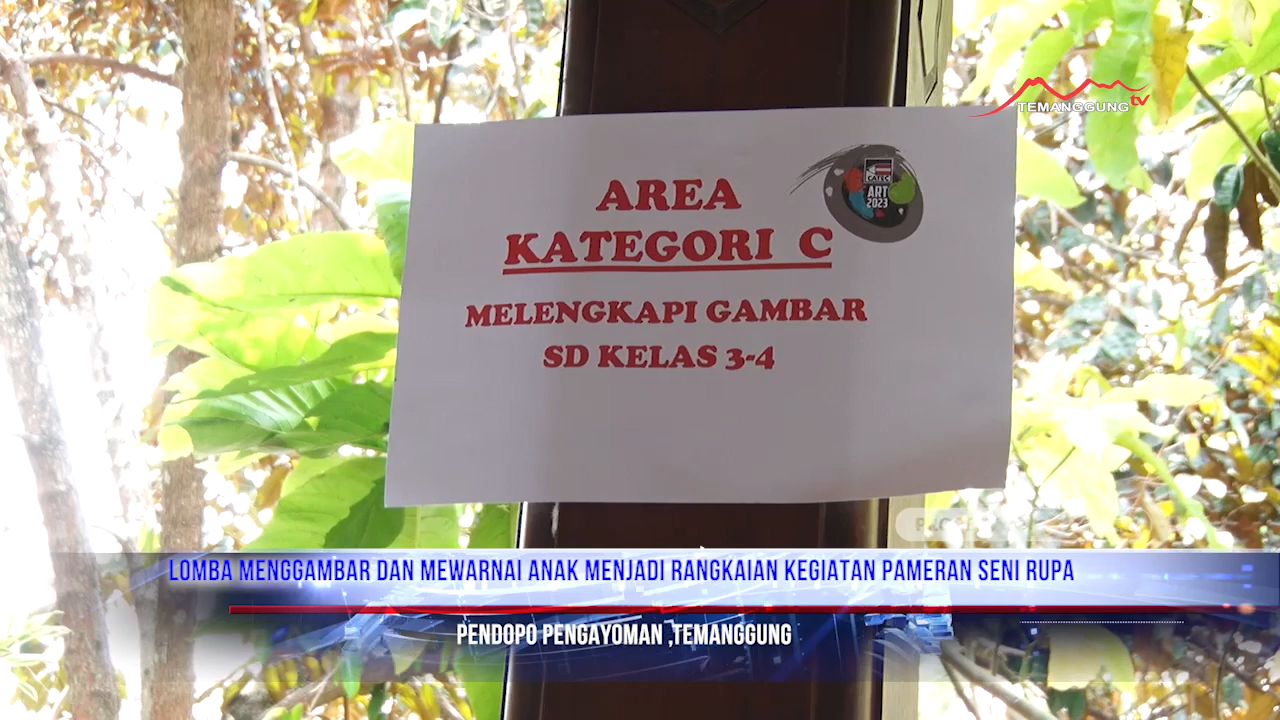 TEMANGGUNG tv
CATEC
ART
2023
AREA
KATEGORI C
MELENGKAPI GAMBAR
SD KELAS 3-4
LOMBA MENGGAMBAR DAN MEWARNAI ANAK MENJADI RANGKAIAN KEGIATAN PAMERAN SENI RUPA
PENDOPO PENGAYOMAN ,TEMANGGUNG